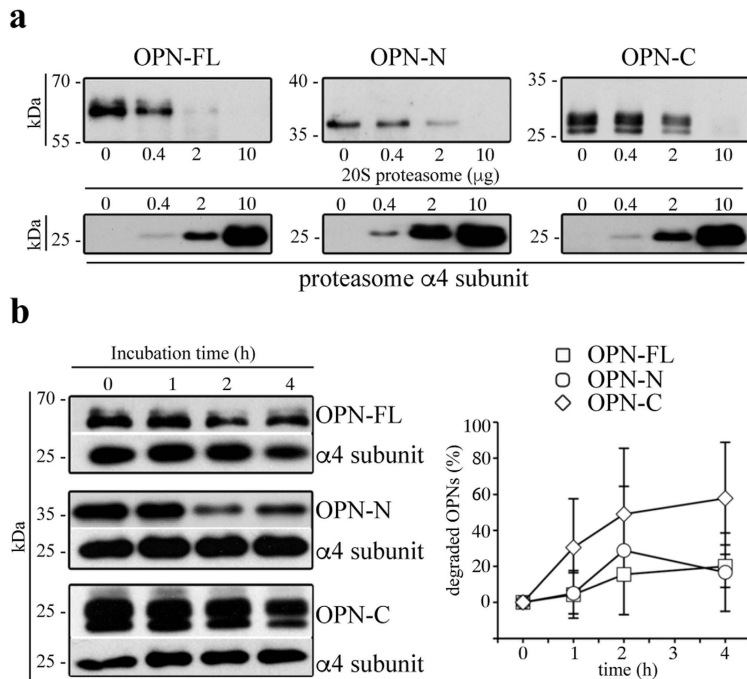 a
OPN-FL OPN-N OPN-C
kDa
70 -
55 -
40 -
35 -
35 -
25 -
0 0.4 2 10 0 0.4 2 10 0 0.4 2 10
20S proteasome (μg)
0 0.4 2 10 0 0.4 2 10 0 0.4 2 10
kDa
25 - 25 - 25 -
proteasome α4 subunit
b
Incubation time (h)
0 1 2 4
kDa
70 -
OPN-FL
25 - α4 subunit
35 - OPN-N
25 - α4 subunit
25 - OPN-C
25 - α4 subunit
OPN-FL
OPN-N
OPN-C
degraded OPNs (%)
100
80
60
40
20
0
0 1 2 3 4
time (h)